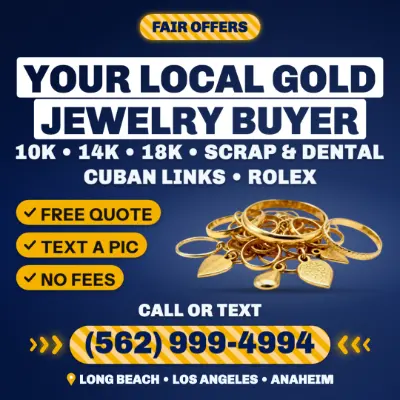 FAIR OFFERS
YOUR LOCAL GOLD
JEWELRY BUYER
10K • 14K • 18K • SCRAP & DENTAL
CUBAN LINKS • ROLEX
✓ FREE QUOTE
✓ TEXT A PIC
✓ NO FEES
CALL OR TEXT
(562) 999-4994
LONG BEACH • LOS ANGELES • ANAHEIM